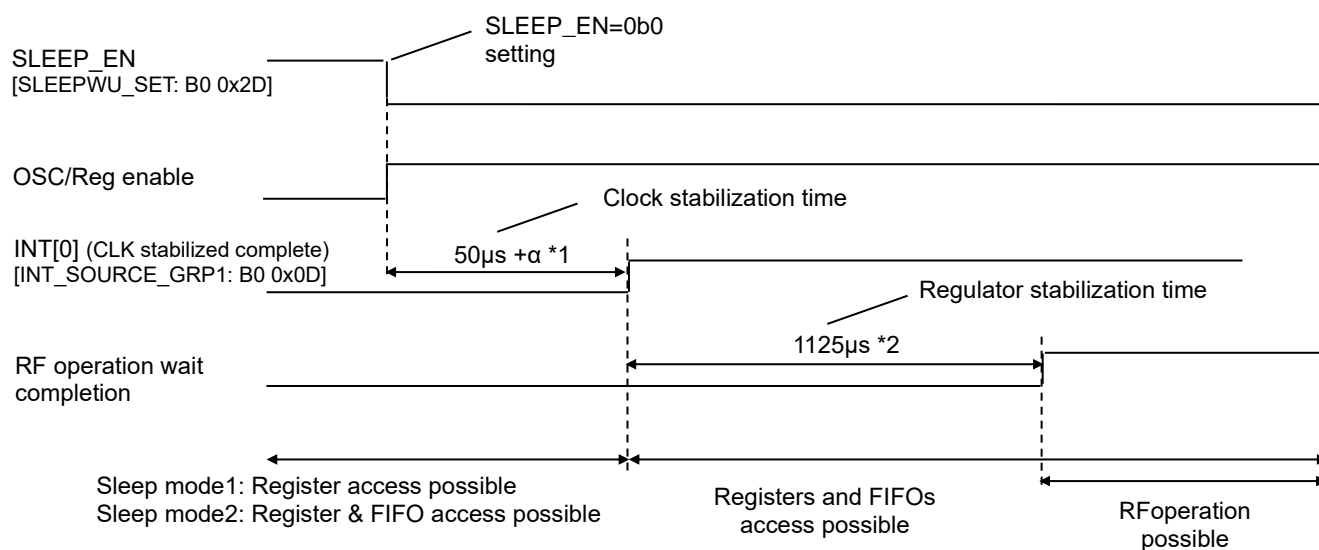 SLEEP_EN=0b0
setting
SLEEP_EN
[SLEEPWU_SET: B0 0x2D]
OSC/Reg enable
Clock stabilization time
INT[0] (CLK stabilized complete)
[INT_SOURCE_GRP1: B0 0x0D]
50μs +α *1
Regulator stabilization time
1125μs *2
RF operation wait
completion
Sleep mode1: Register access possible
Sleep mode2: Register & FIFO access possible
Registers and FIFOs
access possible
RFoperation
possible